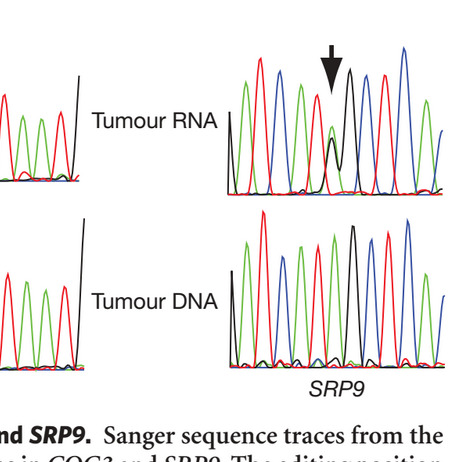 Tumour RNA
Tumour DNA
SRP9
nd SRP9. Sanger sequence traces from the
in COG3 and SRP9. The editing position